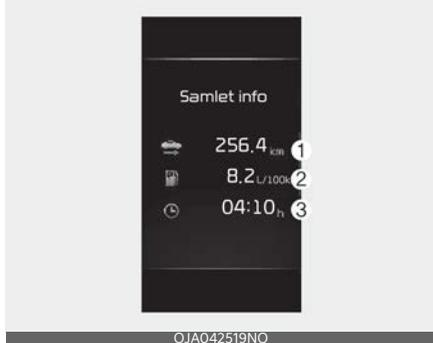 Samlet info
256.4 km 1
8.2 L/100k 2
04:10 h 3
OJA042519NO